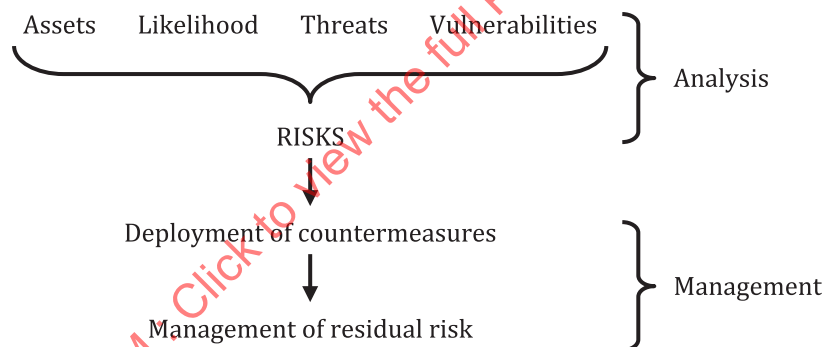 Assets Likelihood Threats Vulnerabilities
Analysis
RISKS
Deployment of countermeasures
Management
Management of residual risk
: Click to view the full